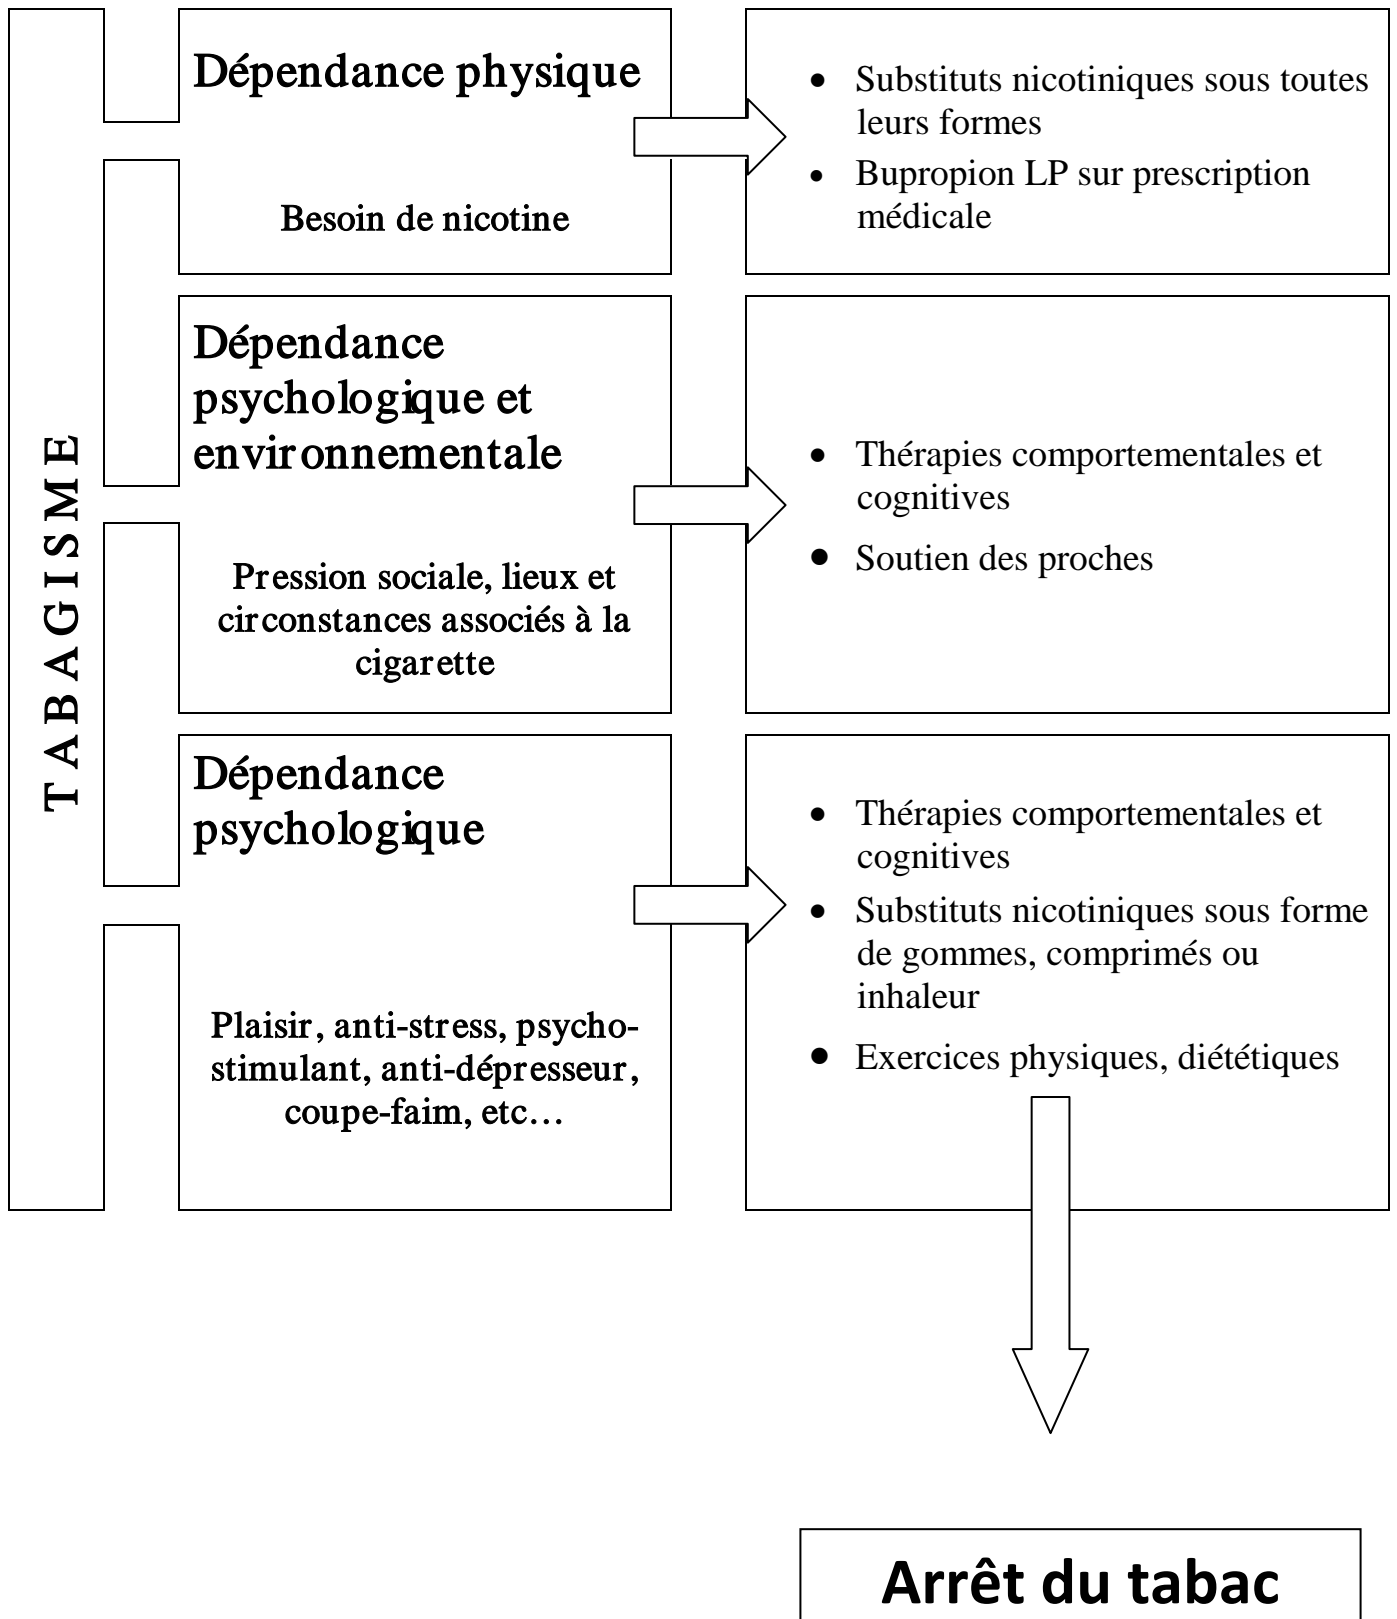 TABAGISME
Dépendance physique
Besoin de nicotine
• Substituts nicotiniques sous toutes
leurs formes
• Bupropion LP sur prescription
médicale
Dépendance
psychologique et
environnementale
Pression sociale, lieux et
circonstances associés à la
cigarette
• Thérapies comportementales et
cognitives
• Soutien des proches
Dépendance
psychologique
Plaisir, anti-stress, psycho-
stimulant, anti-dépresseur,
coupe-faim, etc…
• Thérapies comportementales et
cognitives
• Substituts nicotiniques sous forme
de gommes, comprimés ou
inhaleur
• Exercices physiques, diététiques
Arrêt du tabac